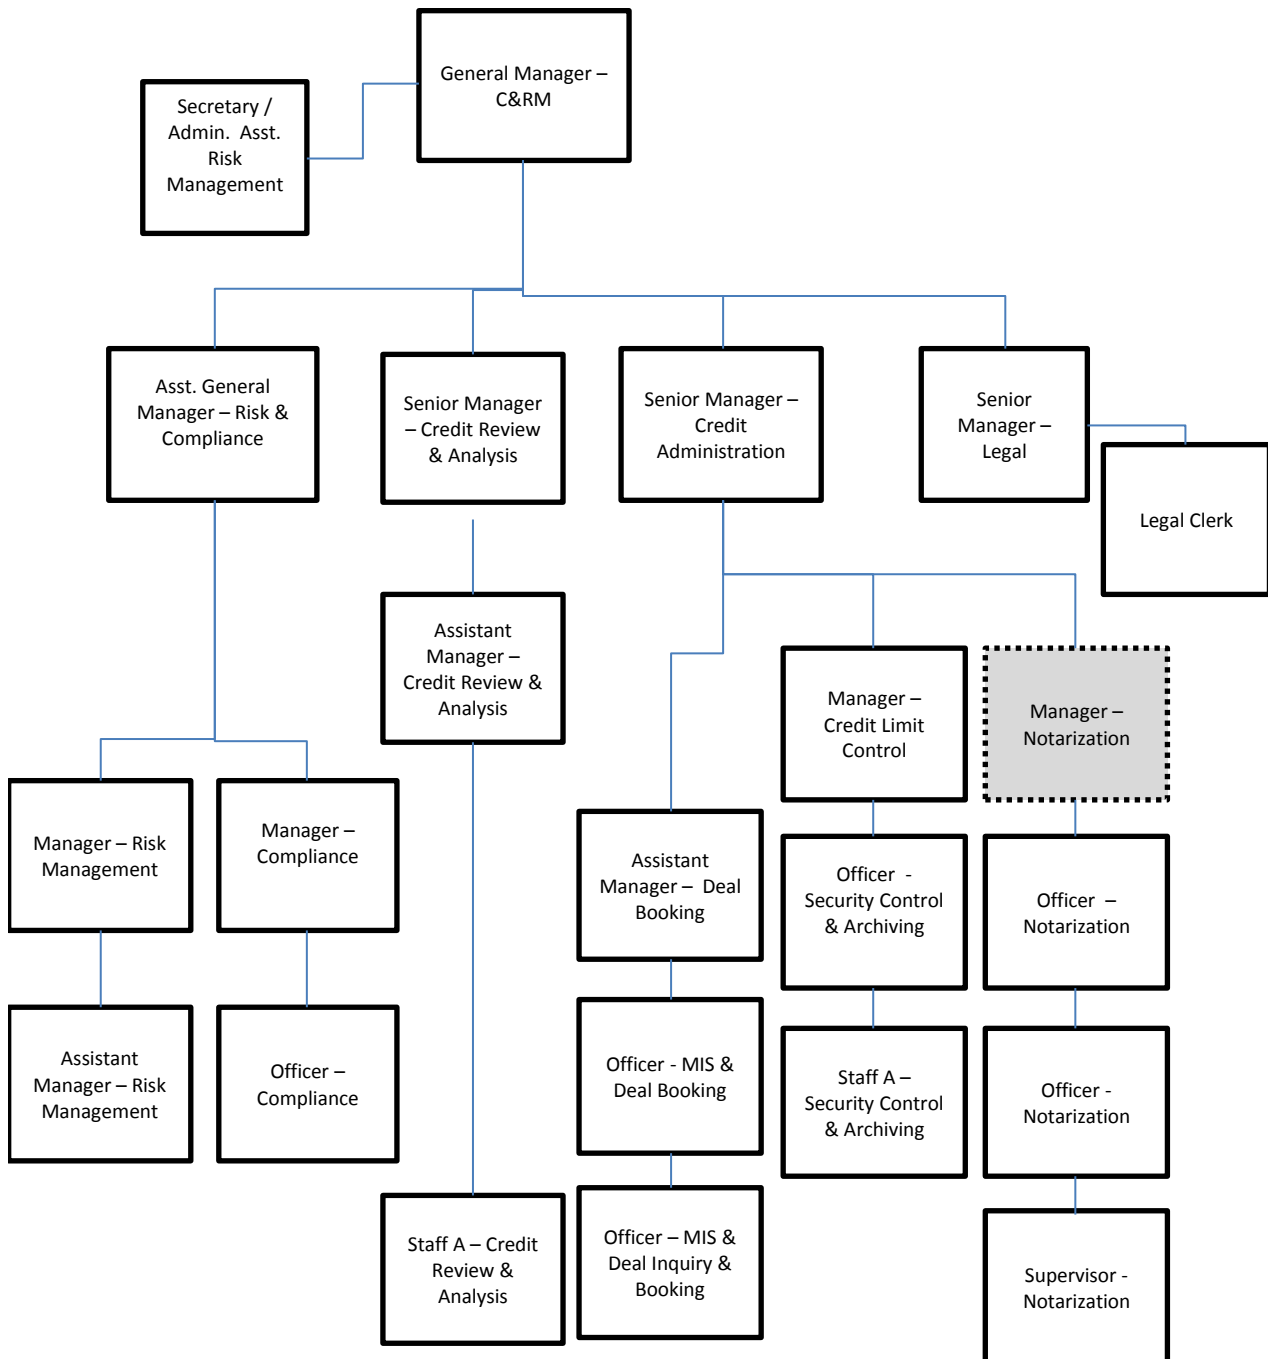 General Manager –
C&RM
Secretary /
Admin. Asst.
Risk
Management
Asst. General
Manager – Risk &
Compliance
Senior Manager
– Credit Review
& Analysis
Senior Manager –
Credit
Administration
Senior
Manager –
Legal
Legal Clerk
Assistant
Manager –
Credit Review &
Analysis
Manager –
Credit Limit
Control
Manager –
Notarization
Manager – Risk
Management
Manager –
Compliance
Assistant
Manager – Deal
Booking
Officer -
Security Control
& Archiving
Officer –
Notarization
Assistant
Manager – Risk
Management
Officer –
Compliance
Officer - MIS &
Deal Booking
Staff A –
Security Control
& Archiving
Officer -
Notarization
Staff A – Credit
Review &
Analysis
Officer – MIS &
Deal Inquiry &
Booking
Supervisor -
Notarization